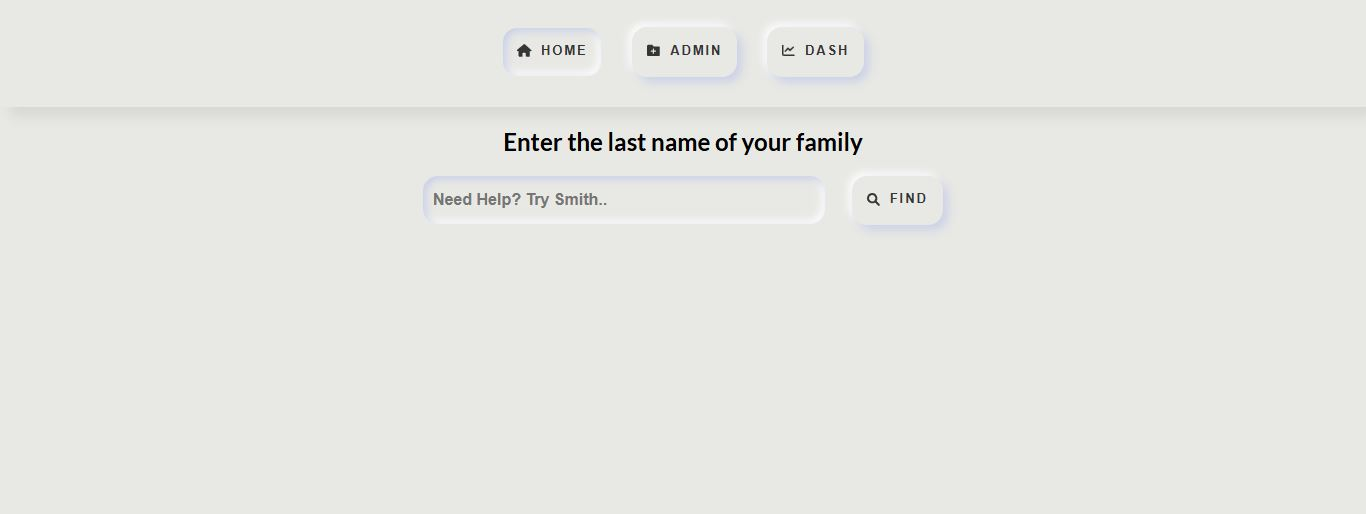 HOME ADMIN DASH
Enter the last name of your family
Need Help? Try Smith.. FIND